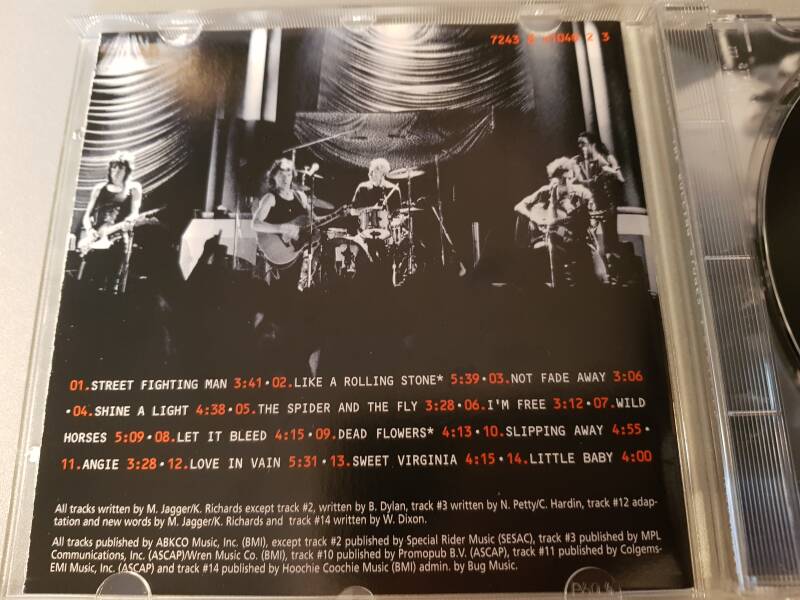 7243 8 41040 2 3
01.STREET FIGHTING MAN 3:41 • 02.LIKE A ROLLING STONE* 5:39 • 03.NOT FADE AWAY 3:06
• 04.SHINE A LIGHT 4:38 • 05.THE SPIDER AND THE FLY 3:28 • 06.I'M FREE 3:12 • 07.WILD
HORSES 5:09 • 08.LET IT BLEED 4:15 • 09.DEAD FLOWERS* 4:13 • 10.SLIPPING AWAY 4:55 •
11.ANGIE 3:28 • 12.LOVE IN VAIN 5:31 • 13.SWEET VIRGINIA 4:15 • 14.LITTLE BABY 4:00
All tracks written by M. Jagger/K. Richards except track #2, written by B. Dylan, track #3 written by N. Petty/C. Hardin, track #12 adap-
tation and new words by M. Jagger/K. Richards and track #14 written by W. Dixon.
All tracks published by ABKCO Music, Inc. (BMI), except track #2 published by Special Rider Music (SESAC), track #3 published by MPL
Communications, Inc. (ASCAP)/Wren Music Co. (BMI), track #10 published by Promopub B.V. (ASCAP), track #11 published by Colgems-
EMI Music, Inc. (ASCAP) and track #14 published by Hoochie Coochie Music (BMI) admin. by Bug Music.